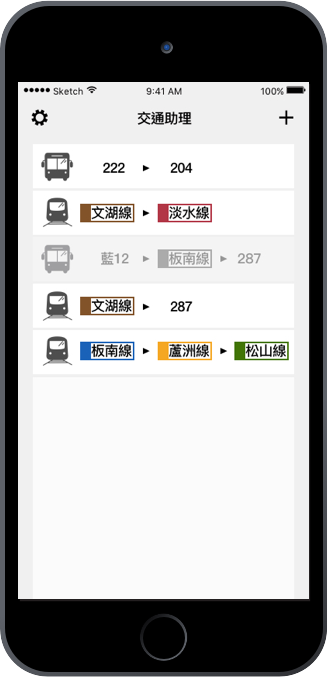 Sketch 9:41 AM 100%
交通助理
222 ► 204
文湖線 ► 淡水線
藍12 ► 板南線 ► 287
文湖線 ► 287
板南線 ► 蘆洲線 ► 松山線